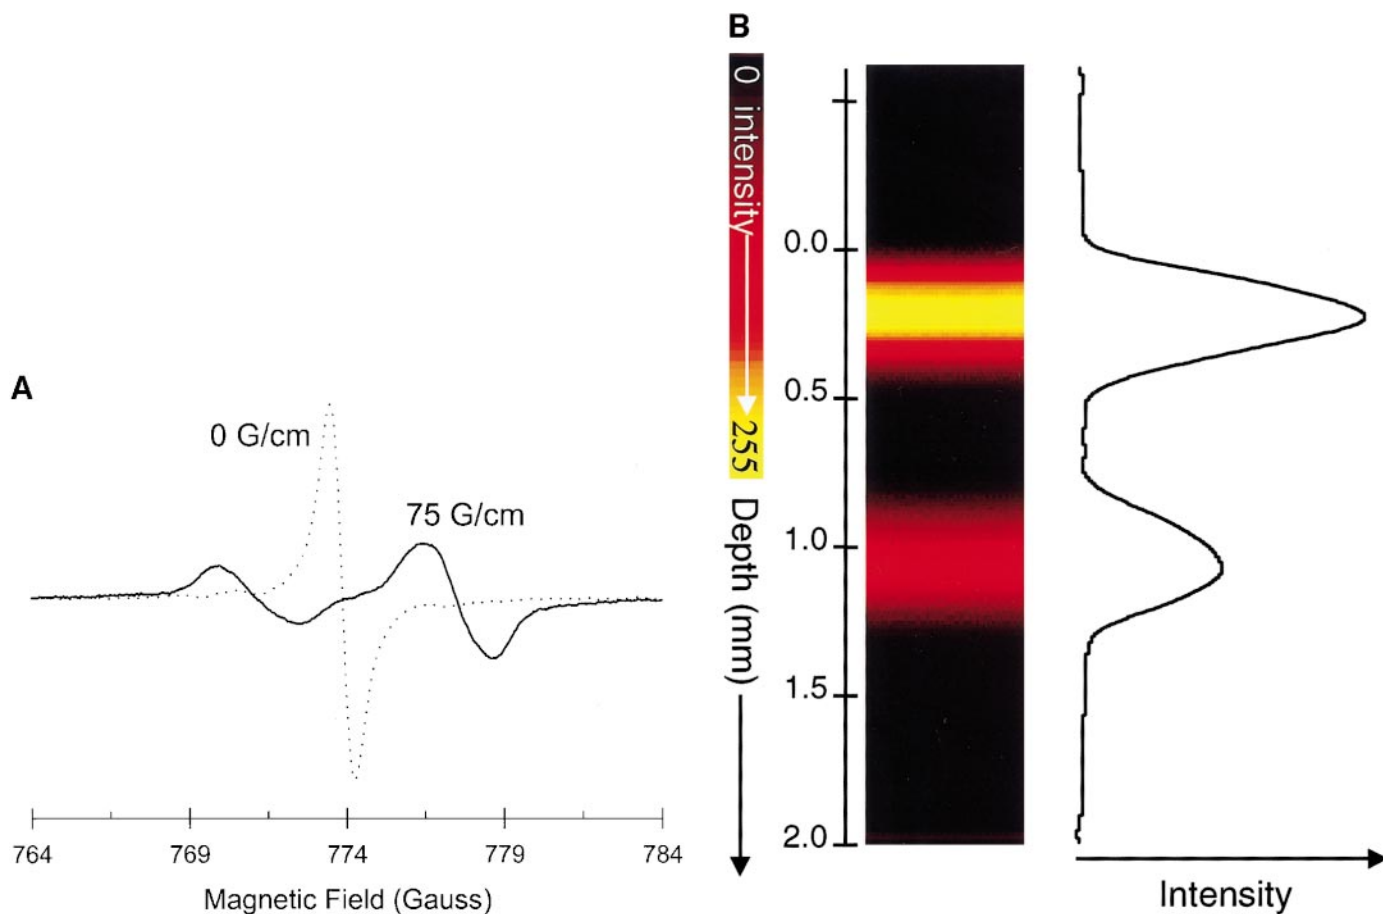 A
0 G/cm
75 G/cm
764 769 774 779 784
Magnetic Field (Gauss)
B
0 intensity
255
Depth (mm)
0.0
0.5
1.0
1.5
2.0
Intensity